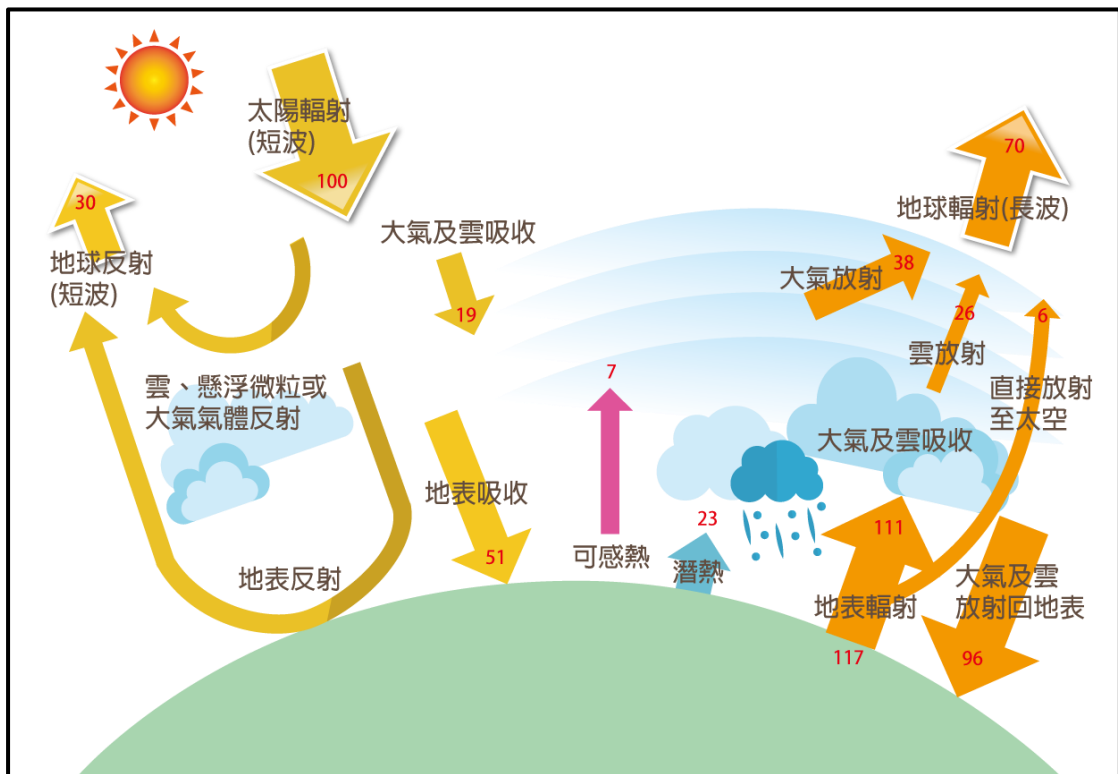 太陽輻射
(短波)
100
30
地球反射
(短波)
大氣及雲吸收
19
雲、懸浮微粒或
大氣氣體反射
地表吸收
51
地表反射
7
可感熱
23
潛熱
70
地球輻射(長波)
大氣放射
38
26
雲放射
6
直接放射
至太空
大氣及雲吸收
111
地表輻射
117
大氣及雲
放射回地表
96